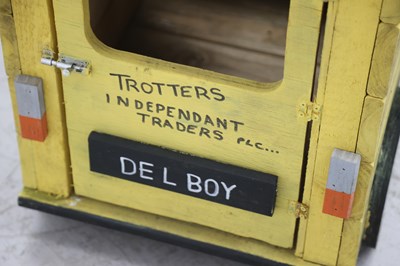 TROTTERS
INDEPENDANT
TRADERS PLC...
DEL BOY